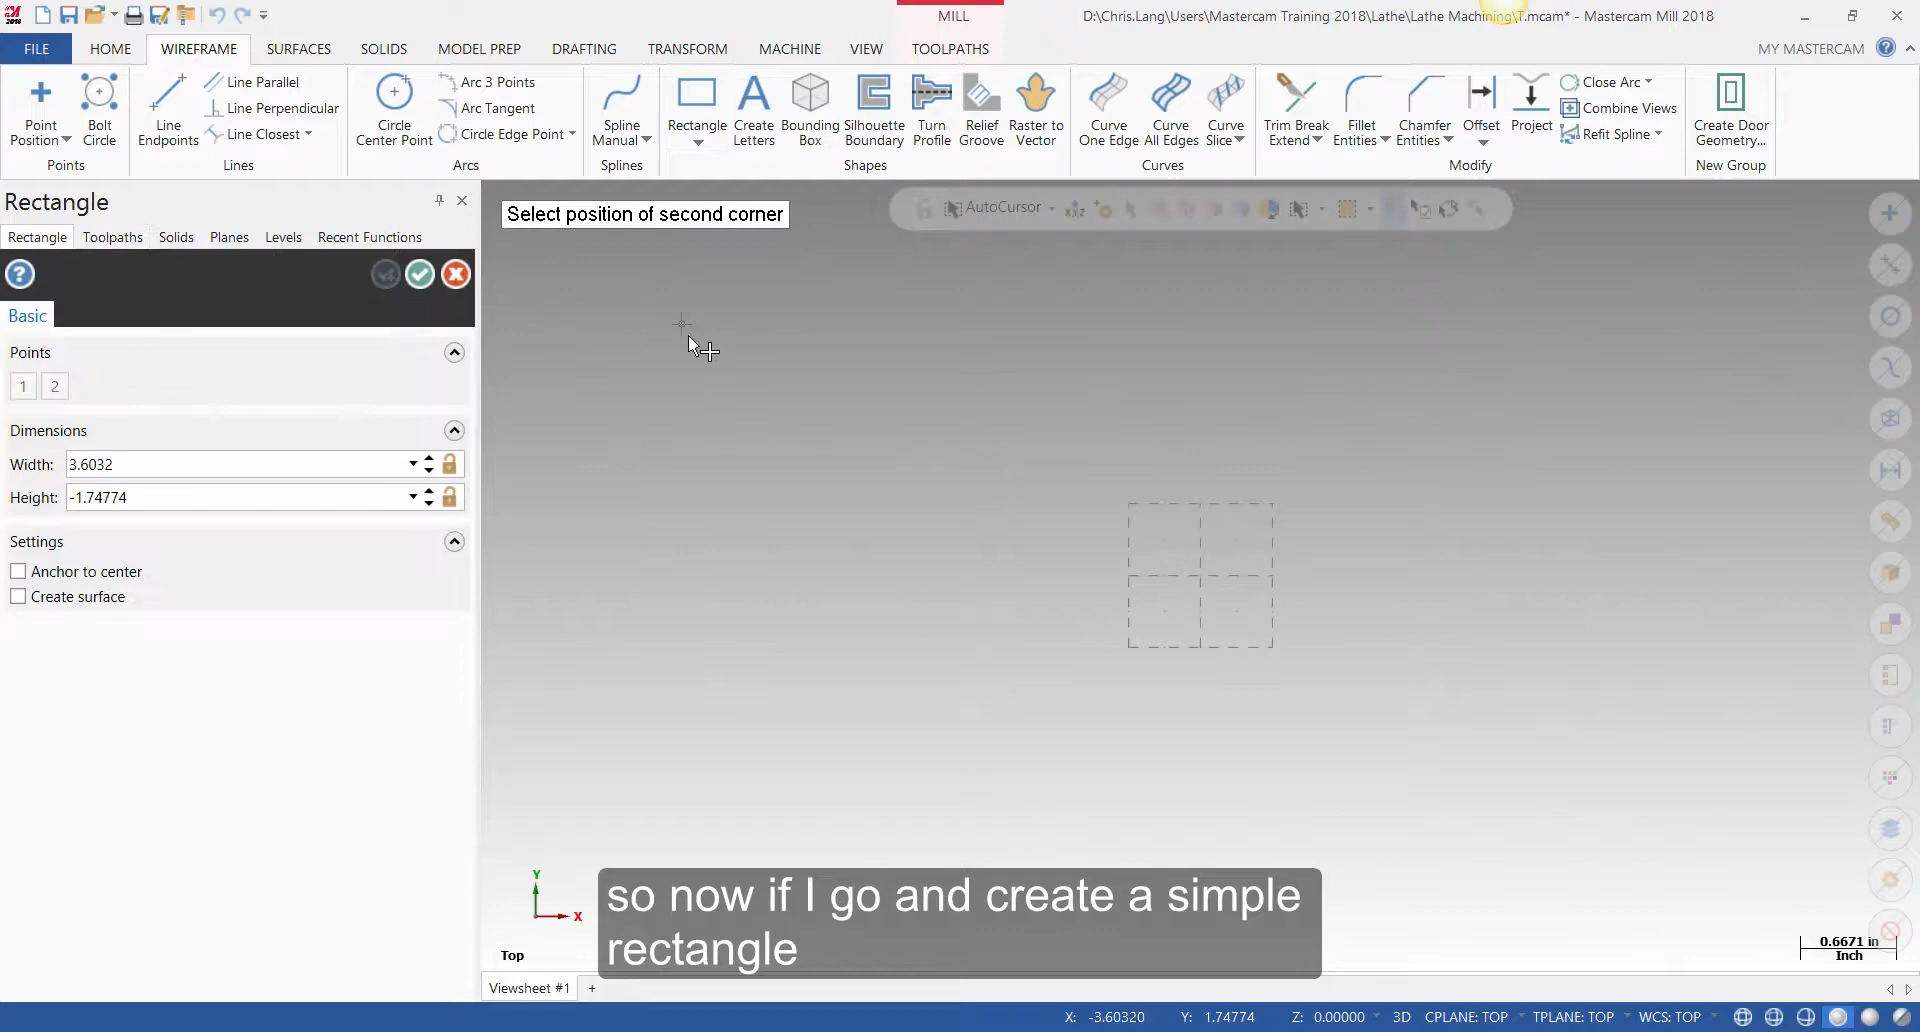 2018
MILL
D:\Chris.Lang\Users\Mastercam Training 2018\Lathe\Lathe Machining\T.mcam* - Mastercam Mill 2018
FILE HOME WIREFRAME SURFACES SOLIDS MODEL PREP DRAFTING TRANSFORM MACHINE VIEW TOOLPATHS MY MASTERCAM
Point Position
Bolt Circle
Points
Line Endpoints
Line Parallel
Line Perpendicular
Line Closest
Lines
Circle Center Point
Arc 3 Points
Arc Tangent
Circle Edge Point
Arcs
Spline Manual
Splines
Rectangle
Create Letters
Bounding Box
Silhouette Boundary
Turn Profile
Relief Groove
Raster to Vector
Shapes
Curve One Edge
Curve All Edges
Curve Slice
Curves
Trim Break Extend
Fillet Entities
Chamfer Entities
Offset
Project
Close Arc
Combine Views
Refit Spline
Modify
Create Door Geometry...
New Group
Rectangle
Rectangle Toolpaths Solids Planes Levels Recent Functions
Basic
Points
1 2
Dimensions
Width: 3.6032
Height: -1.74774
Settings
Anchor to center
Create surface
Select position of second corner
AutoCursor
XYZ
Y
X
Top
so now if I go and create a simple
rectangle
0.6671 in
Inch
Viewsheet #1 +
X: -3.60320 Y: 1.74774 Z: 0.00000 3D CPLANE: TOP TPLANE: TOP WCS: TOP